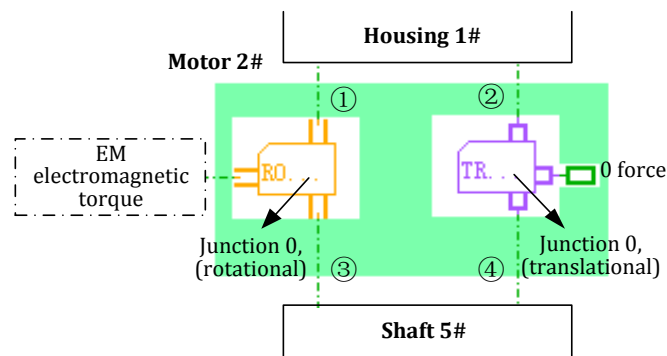 Housing 1#
Motor 2#
①
②
EM
electromagnetic
torque
RO...
TR...
0 force
Junction 0,
(rotational)
Junction 0,
(translational)
③
④
Shaft 5#